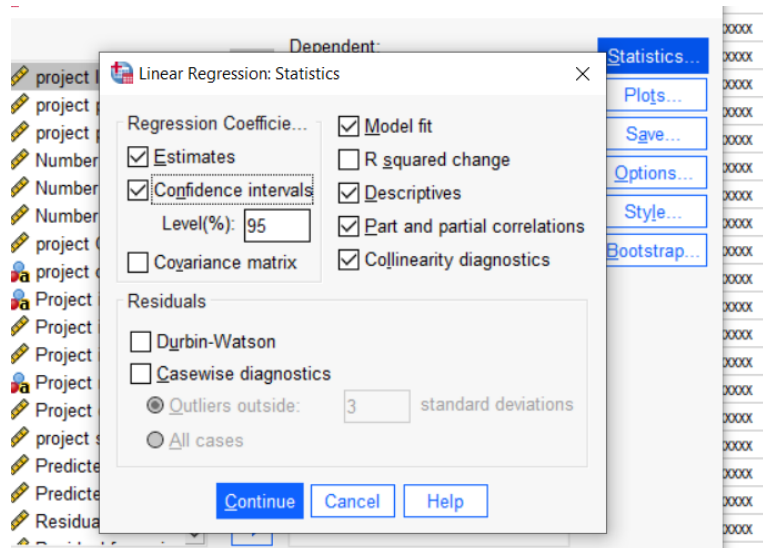 Dependent:
Linear Regression: Statistics
Statistics...
Plots...
Save...
Options...
Style...
Bootstrap...
Regression Coefficie...
Estimates
Confidence intervals
Level(%): 95
Covariance matrix
Model fit
R squared change
Descriptives
Part and partial correlations
Collinearity diagnostics
Residuals
Durbin-Watson
Casewise diagnostics
Outliers outside: 3 standard deviations
All cases
Continue Cancel Help
project
project
project
Number
Number
Number
project
project
Project
Project
Project
Project
Project
project
Predicte
Predicte
Residua